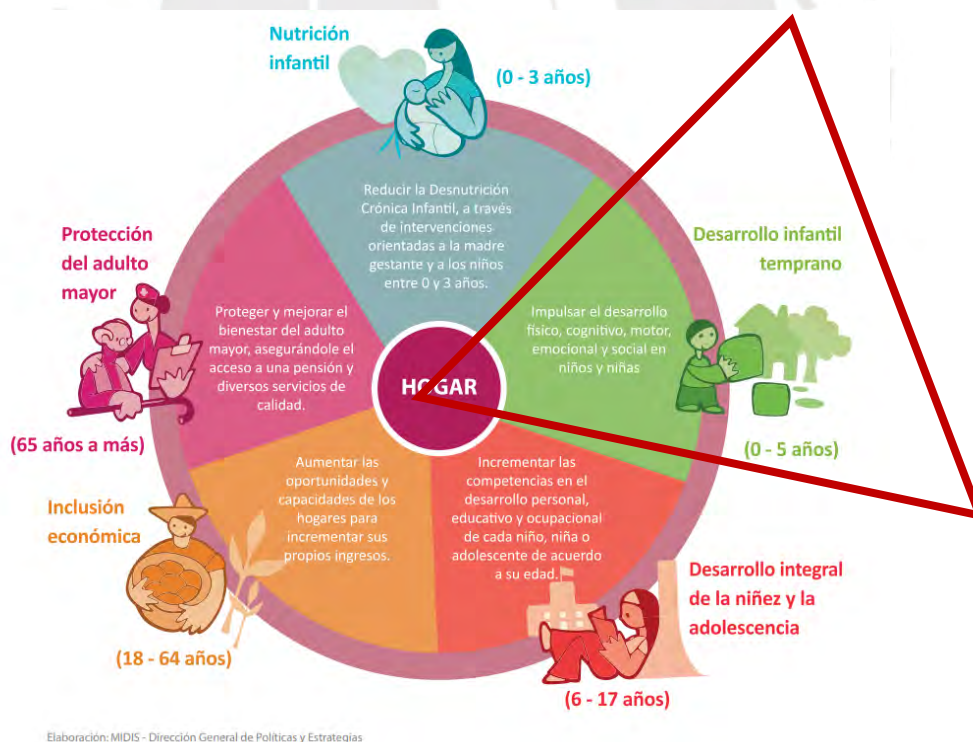 Nutrición
infantil
(0 - 3 años)
Reducir la Desnutrición
Crónica Infantil, a través
de intervenciones
orientadas a la madre
gestante y a los niños
entre 0 y 3 años.
Desarrollo infantil
temprano
Impulsar el desarrollo
físico, cognitivo, motor,
emocional y social en
niños y niñas
(0 - 5 años)
Protección
del adulto
mayor
Proteger y mejorar el
bienestar del adulto
mayor, asegurándole el
acceso a una pensión y
diversos servicios de
calidad.
(65 años a más)
HOGAR
Inclusión
económica
Aumentar las
oportunidades y
capacidades de los
hogares para
incrementar sus
propios ingresos.
(18 - 64 años)
Incrementar las
competencias en el
desarrollo personal,
educativo y ocupacional
de cada niño, niña o
adolescente de acuerdo
a su edad.
Desarrollo integral
de la niñez y la
adolescencia
(6 - 17 años)
Elaboración: MIDIS - Dirección General de Políticas y Estrategias